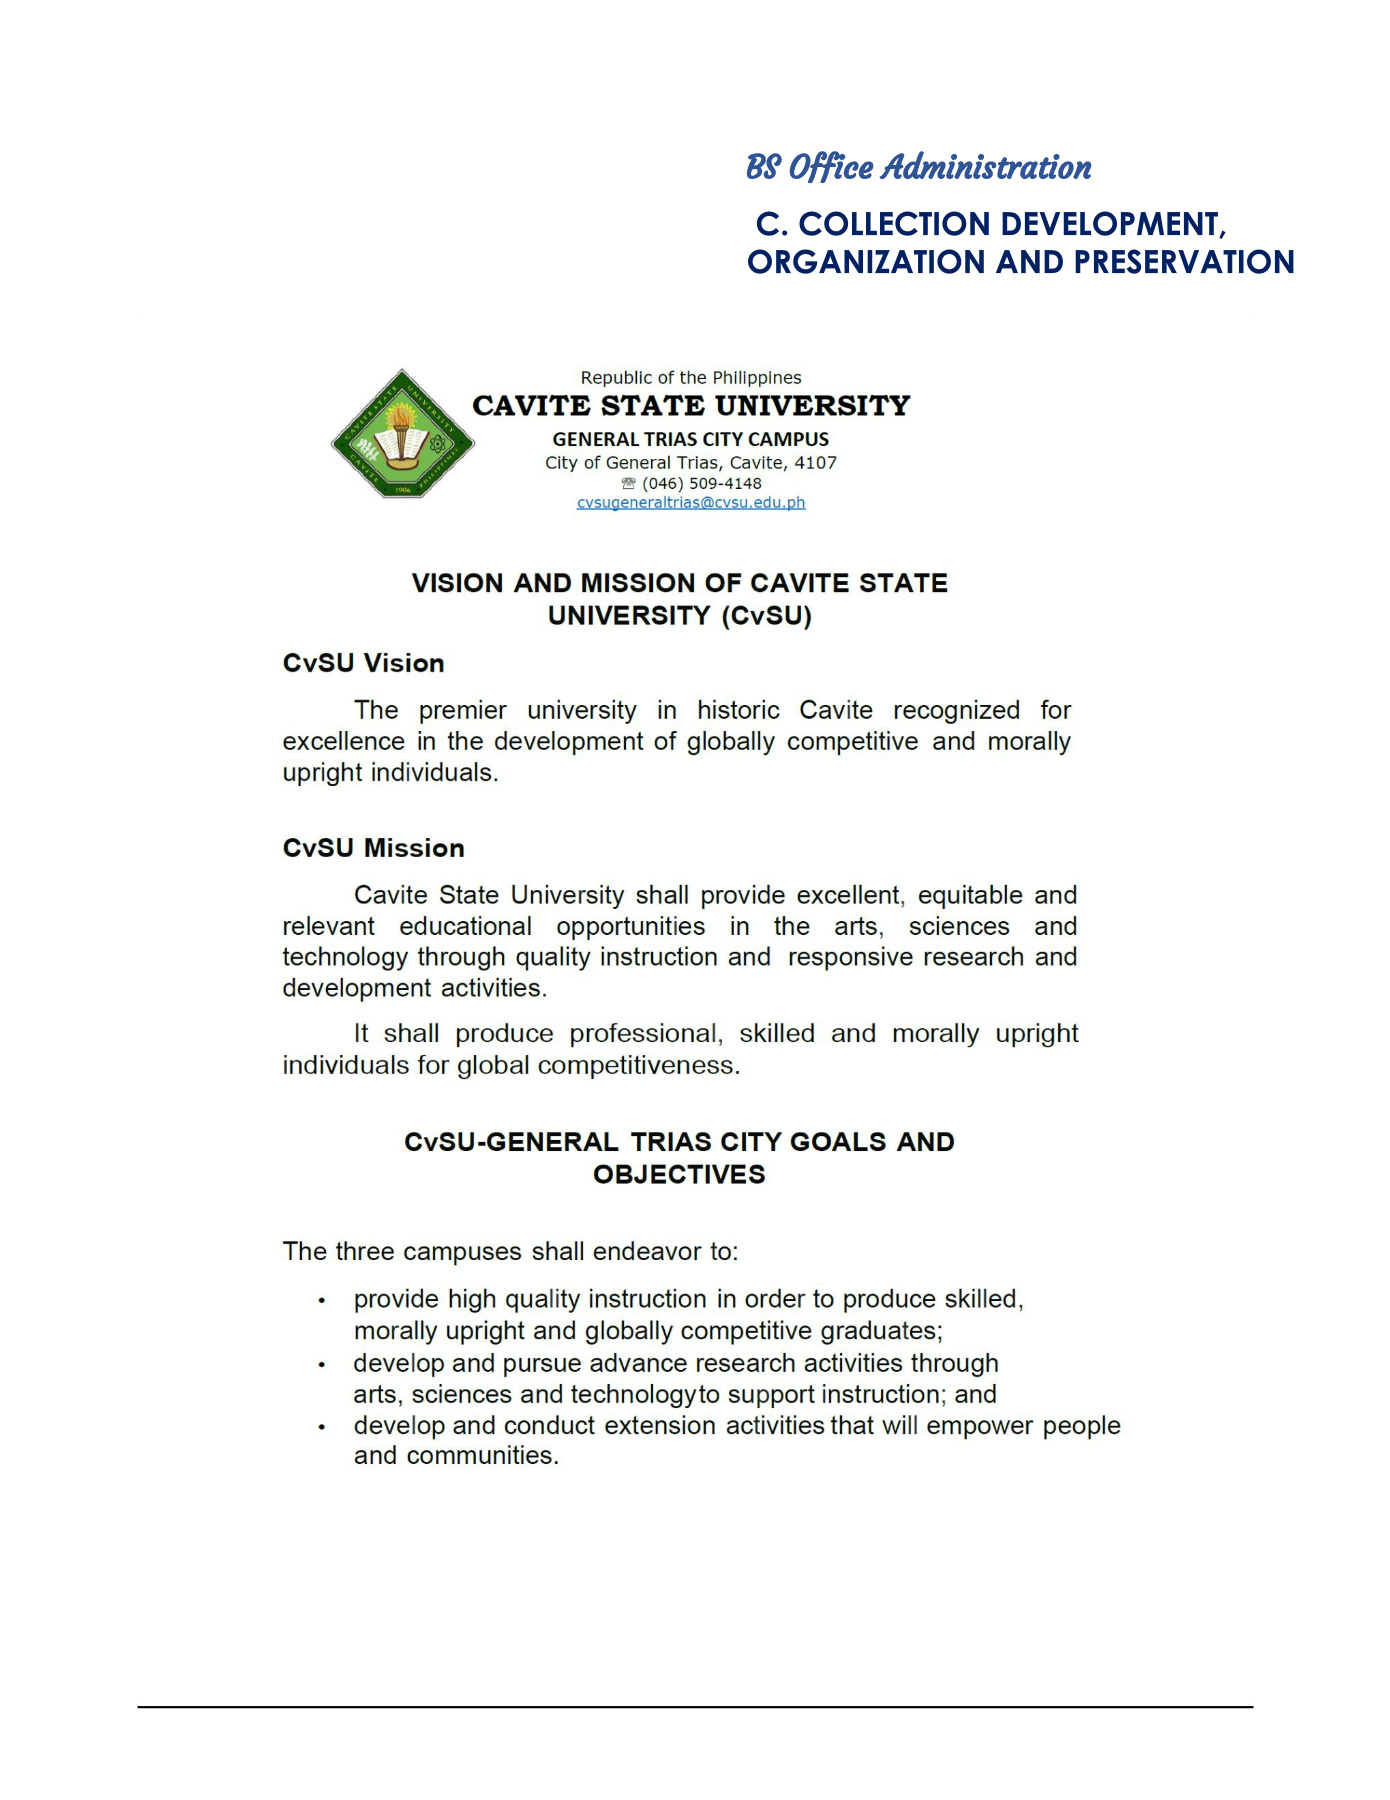 BS Office Administration
C. COLLECTION DEVELOPMENT,
ORGANIZATION AND PRESERVATION
Republic of the Philippines
CAVITE STATE UNIVERSITY
GENERAL TRIAS CITY CAMPUS
City of General Trias, Cavite, 4107
☏ (046) 509-4148
cvsugeneraltrias@cvsu.edu.ph
CAVITE STATE UNIVERSITY
CAVITE
1906
PHILIPPINES
VISION AND MISSION OF CAVITE STATE
UNIVERSITY (CvSU)
CvSU Vision
The premier university in historic Cavite recognized for
excellence in the development of globally competitive and morally
upright individuals.
CvSU Mission
Cavite State University shall provide excellent, equitable and
relevant educational opportunities in the arts, sciences and
technology through quality instruction and responsive research and
development activities.
It shall produce professional, skilled and morally upright
individuals for global competitiveness.
CvSU-GENERAL TRIAS CITY GOALS AND
OBJECTIVES
The three campuses shall endeavor to:
• provide high quality instruction in order to produce skilled,
morally upright and globally competitive graduates;
• develop and pursue advance research activities through
arts, sciences and technologyto support instruction; and
• develop and conduct extension activities that will empower people
and communities.